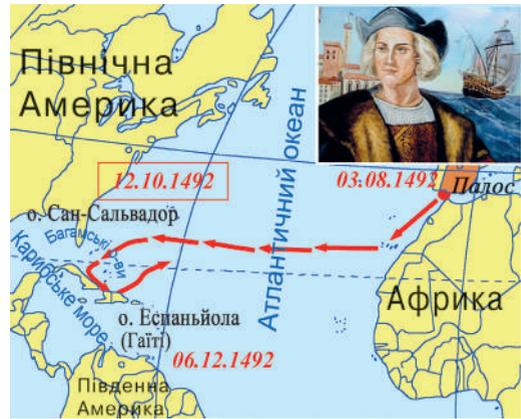 Північна
Америка
12.10.1492
о. Сан-Сальвадор
Багамські о-ви
Карибське море
о. Еспаньйола
(Гаїті)
06.12.1492
Південна
Америка
Атлантичний океан
03.08.1492
Палос
Африка